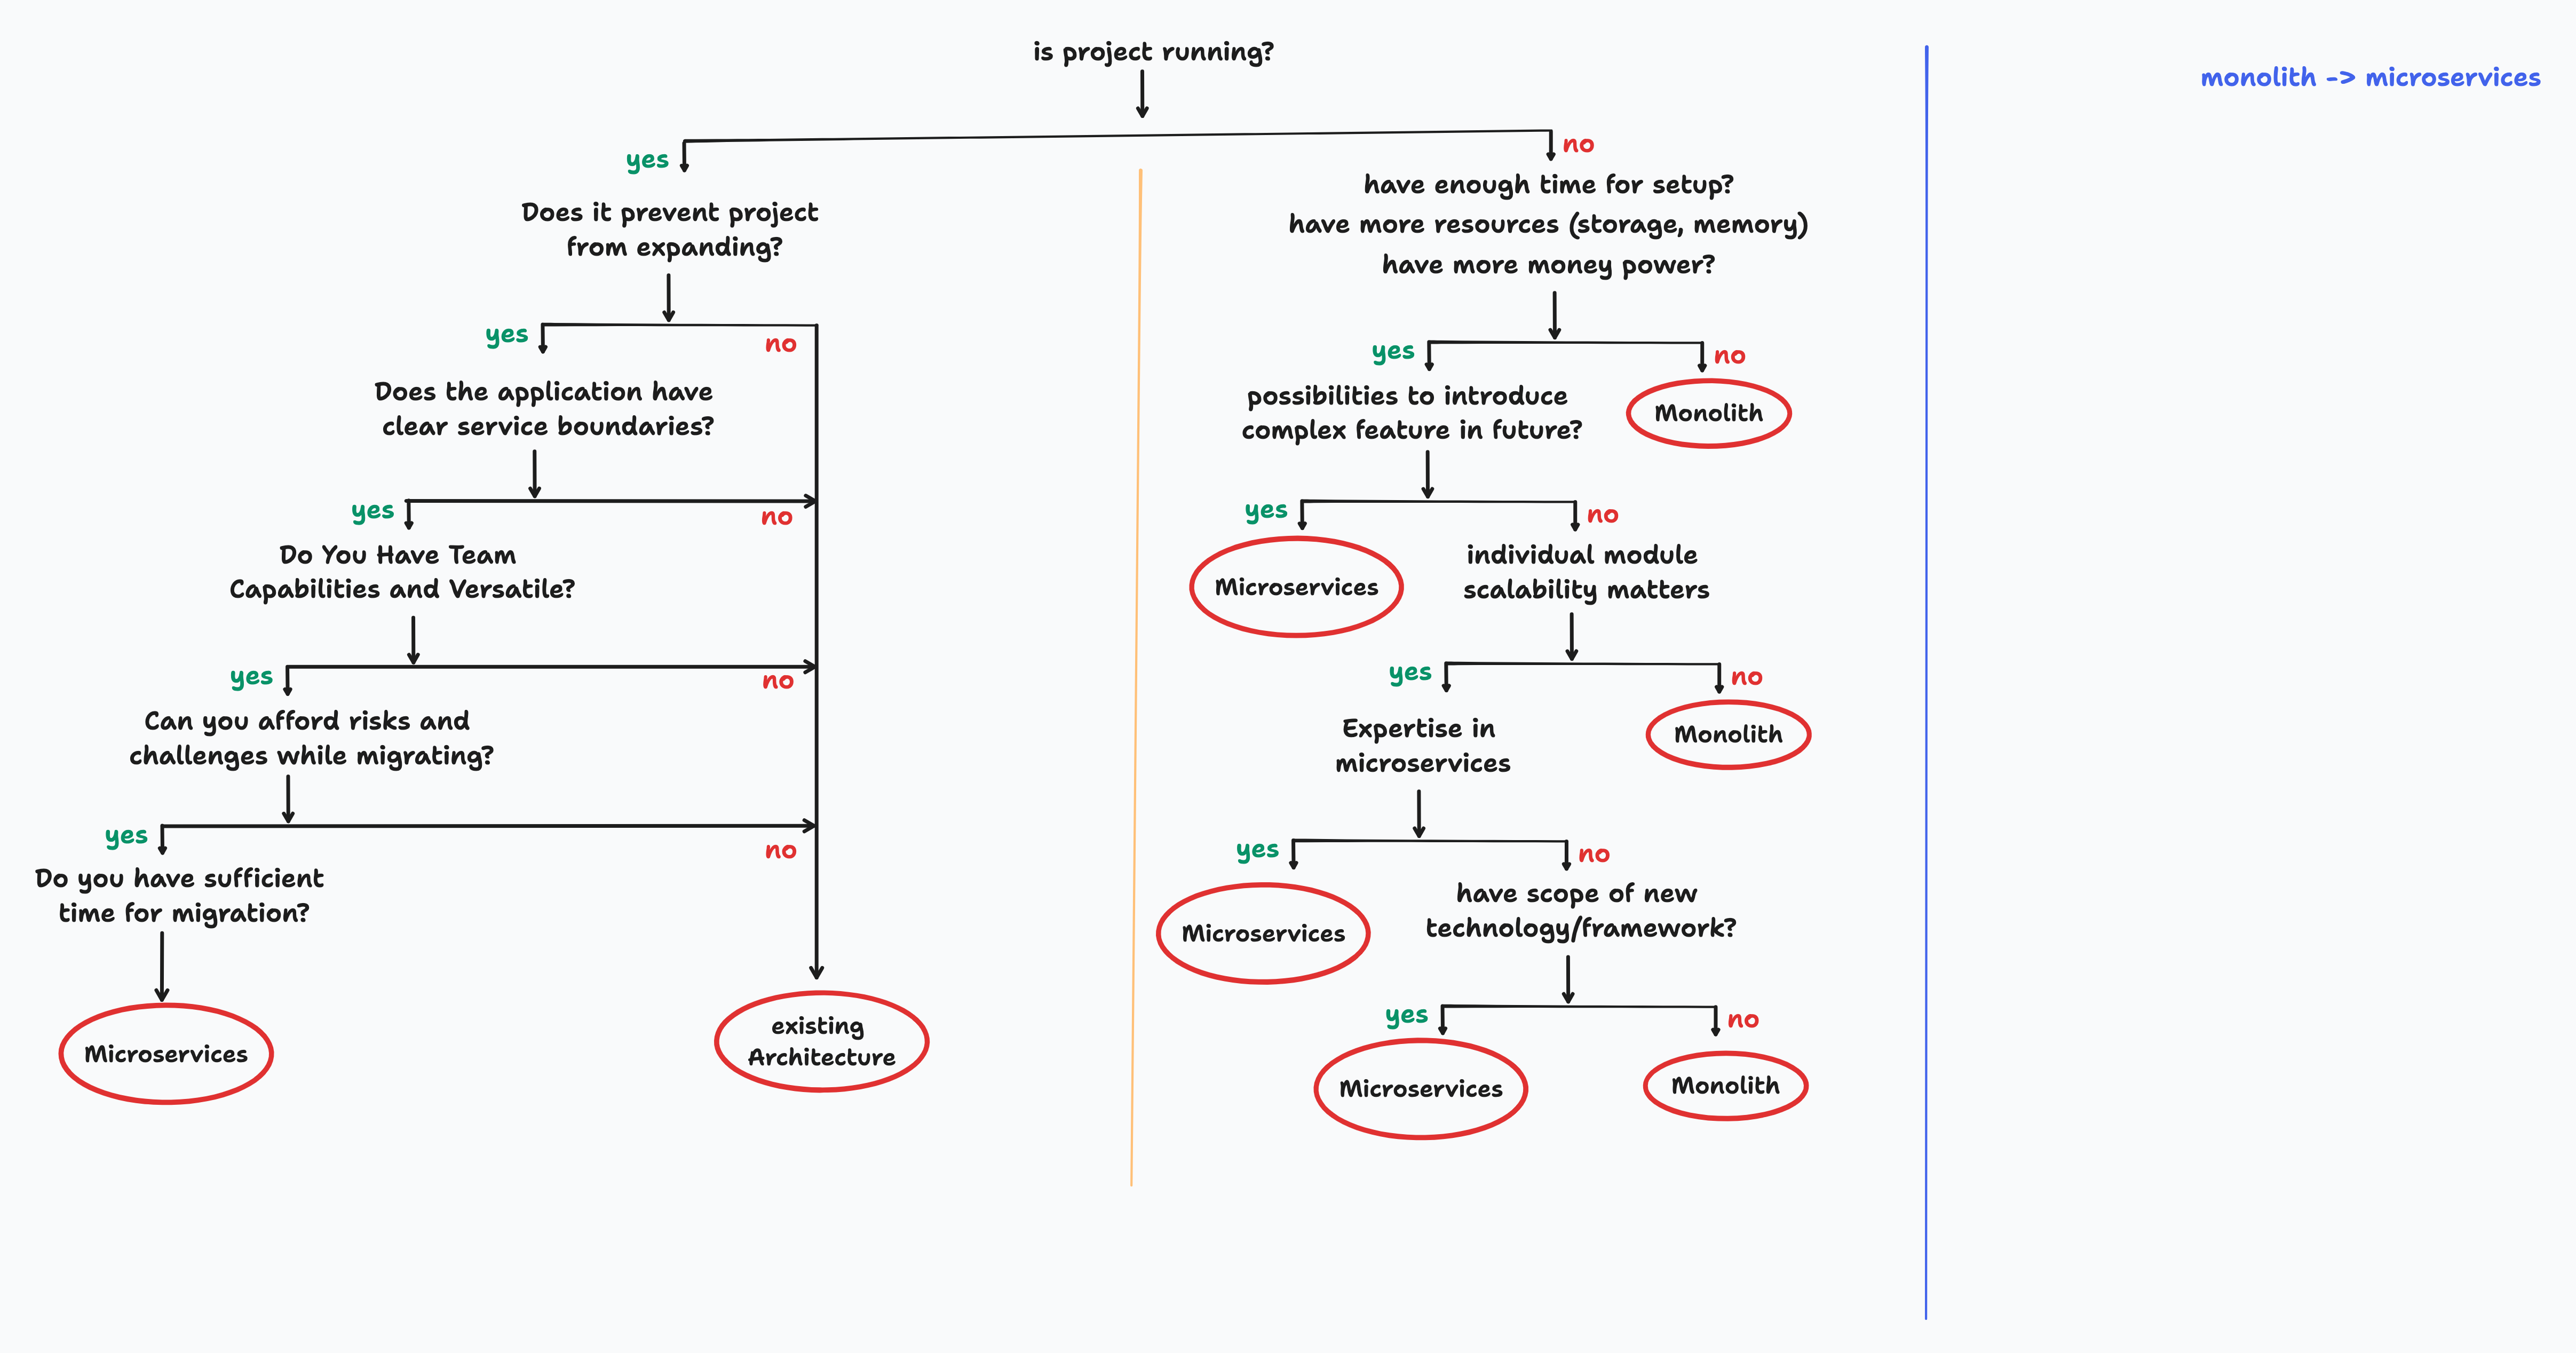 is project running?
monolith -> microservices
yes
no
Does it prevent project
from expanding?
yes
no
Does the application have
clear service boundaries?
yes
no
Do You Have Team
Capabilities and Versatile?
yes
no
Can you afford risks and
challenges while migrating?
yes
no
Do you have sufficient
time for migration?
Microservices
existing
Architecture
have enough time for setup?
have more resources (storage, memory)
have more money power?
yes
no
Monolith
possibilities to introduce
complex feature in future?
yes
no
Microservices
individual module
scalability matters
yes
no
Monolith
Expertise in
microservices
yes
no
Microservices
have scope of new
technology/framework?
yes
no
Microservices
Monolith